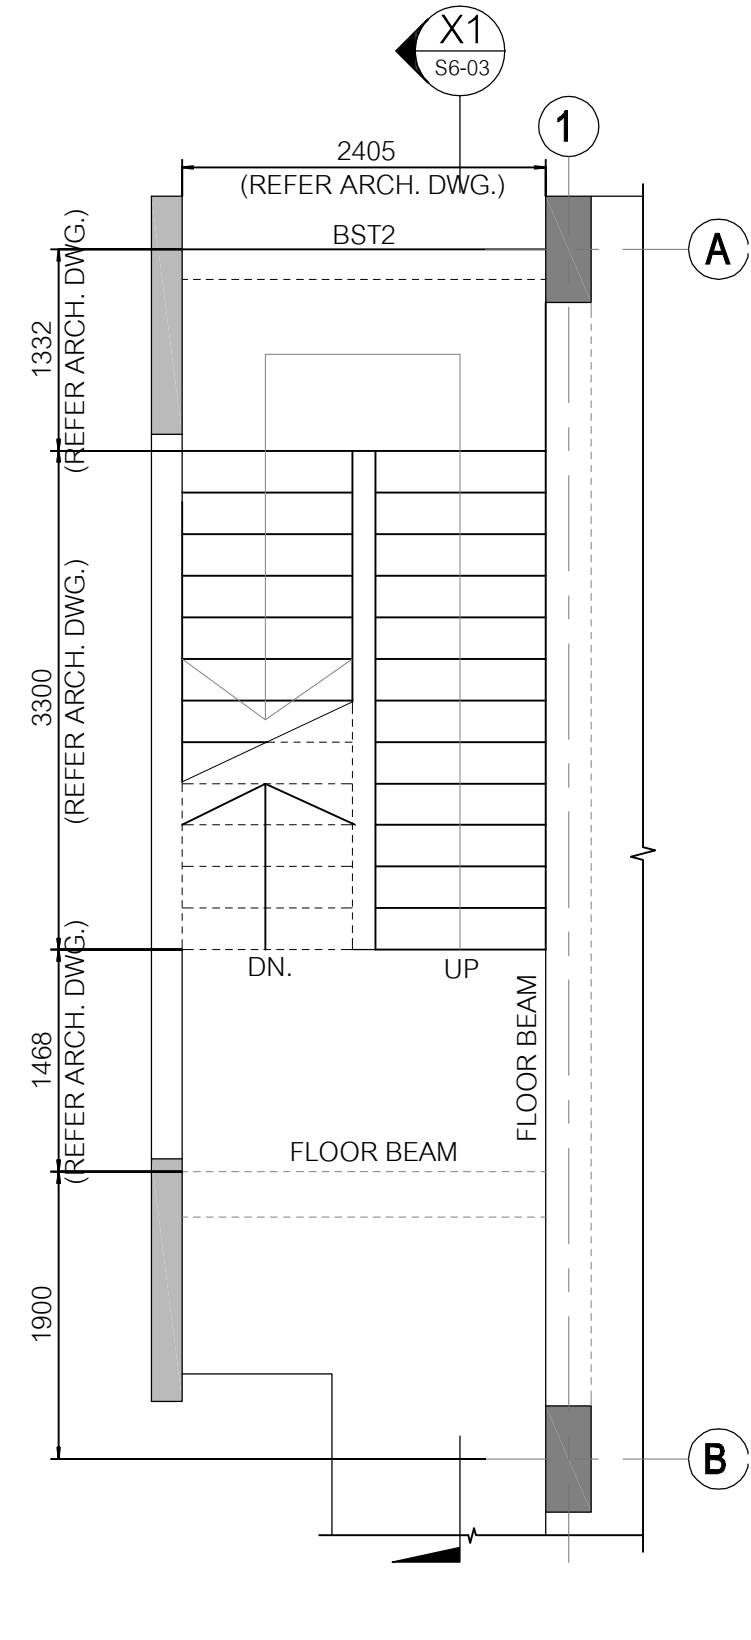 X1
S6-03
1
2405
(REFER ARCH. DWG.)
BST2
A
1332
(REFER ARCH. DWG.)
3300
(REFER ARCH. DWG.)
DN.
UP
1468
(REFER ARCH. DWG.)
FLOOR BEAM
FLOOR BEAM
1900
B